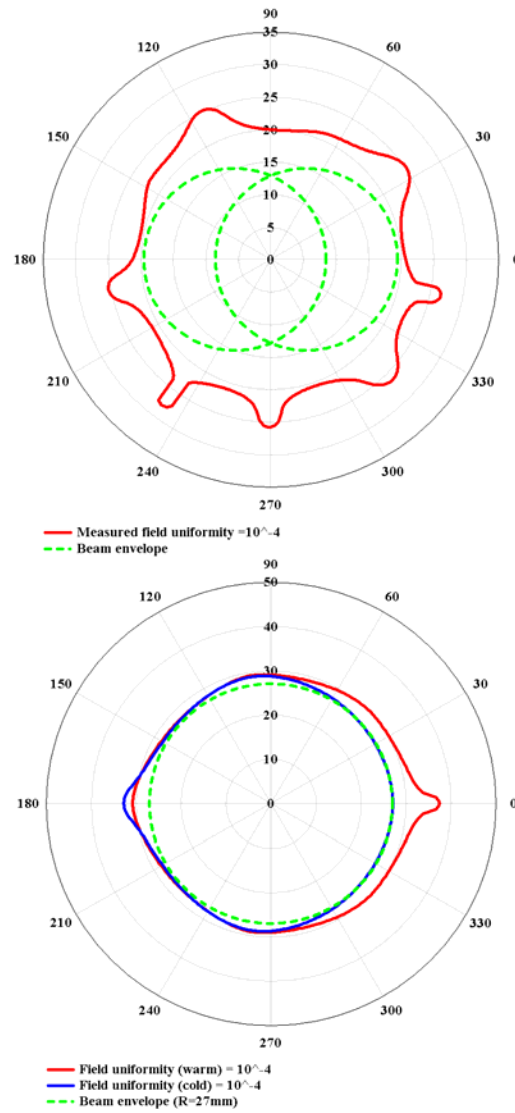 90
120 35 60
30
25
150 20 30
15
10
5
180 0 0
210 330
240 300
270
Measured field uniformity =10^-4
Beam envelope
90
120 50 60
40
150 30 30
20
10
180 0 0
210 330
240 300
270
Field uniformity (warm) = 10^-4
Field uniformity (cold) = 10^-4
Beam envelope (R=27mm)